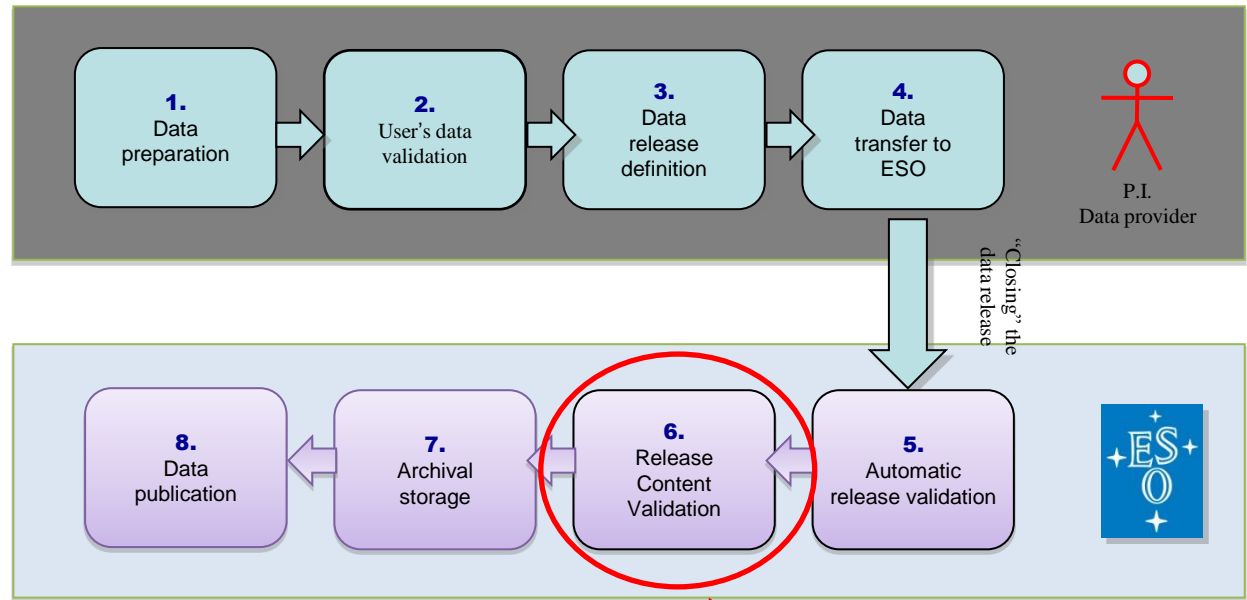 1.
Data
preparation
2.
User's data
validation
3.
Data
release
definition
4.
Data
transfer to
ESO
P.I.
Data provider
“Closing” the
data release
8.
Data
publication
7.
Archival
storage
6.
Release
Content
Validation
5.
Automatic
release validation
ES
O